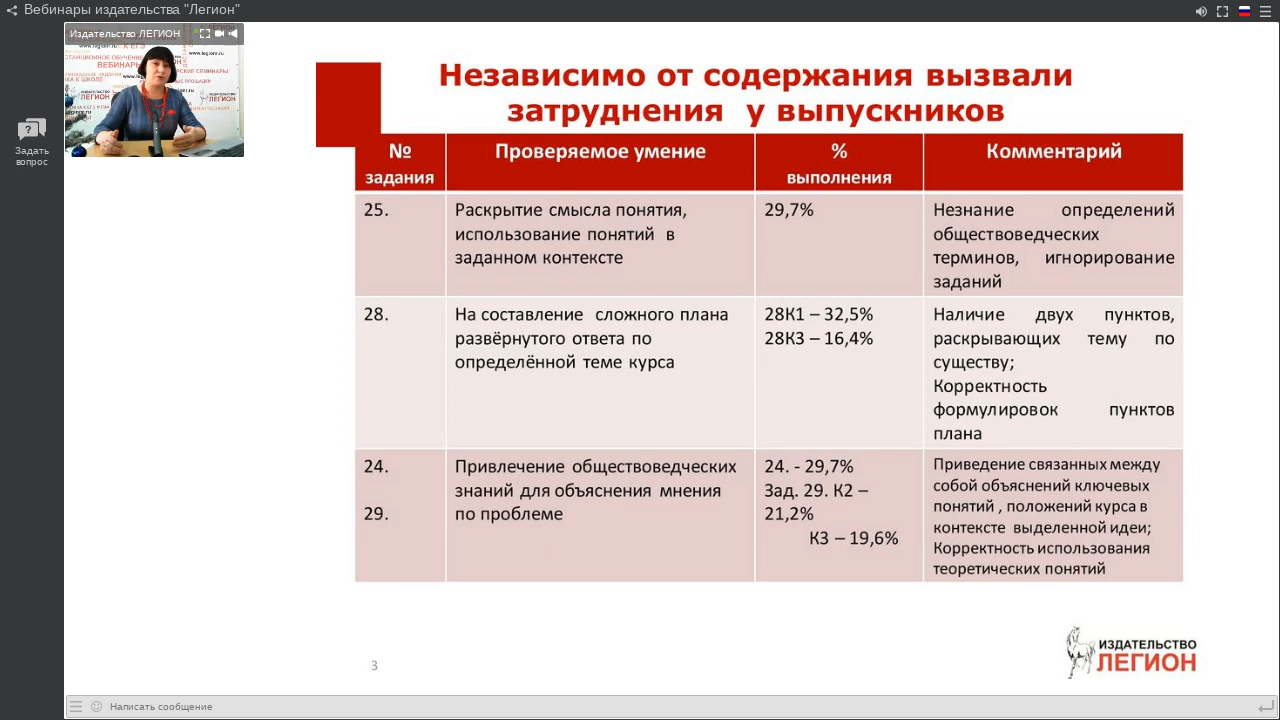 Вебинары издательства "Легион"
Издательство ЛЕГИОН
Задать
вопрос
Независимо от содержания вызвали
затруднения у выпускников
№
задания
Проверяемое умение
%
выполнения
Комментарий
25.
Раскрытие смысла понятия,
использование понятий в
заданном контексте
29,7%
Незнание определений
обществоведческих
терминов, игнорирование
заданий
28.
На составление сложного плана
развёрнутого ответа по
определённой теме курса
28К1 – 32,5%
28К3 – 16,4%
Наличие двух пунктов,
раскрывающих тему по
существу;
Корректность
формулировок пунктов
плана
24.
29.
Привлечение обществоведческих
знаний для объяснения мнения
по проблеме
24. - 29,7%
Зад. 29. К2 –
21,2%
К3 – 19,6%
Приведение связанных между
собой объяснений ключевых
понятий , положений курса в
контексте выделенной идеи;
Корректность использования
теоретических понятий
3
ИЗДАТЕЛЬСТВО
ЛЕГИОН
Написать сообщение